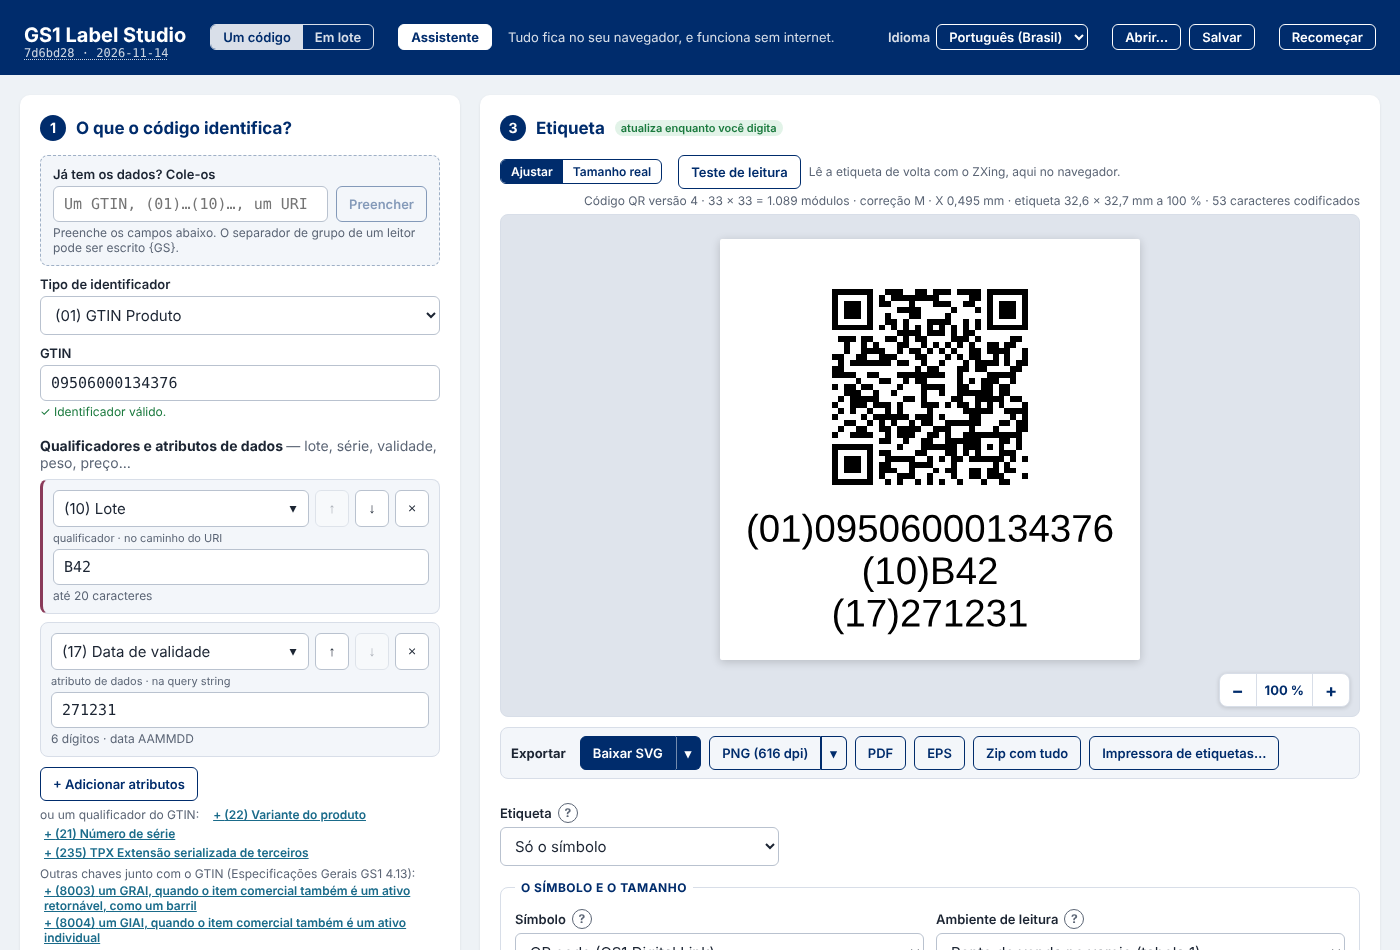 GS1 Label Studio
7d6bd28 · 2026-11-14
Um código
Em lote
Assistente
Tudo fica no seu navegador, e funciona sem internet.
Idioma
Português (Brasil)
Abrir...
Salvar
Recomeçar
1 O que o código identifica?
Já tem os dados? Cole-os
Um GTIN, (01)…(10)…, um URI
Preencher
Preenche os campos abaixo. O separador de grupo de um leitor
pode ser escrito {GS}.
Tipo de identificador
(01) GTIN Produto
GTIN
09506000134376
✓ Identificador válido.
Qualificadores e atributos de dados — lote, série, validade,
peso, preço...
(10) Lote ▼
↑
↓
×
qualificador · no caminho do URI
B42
até 20 caracteres
(17) Data de validade ▼
↑
↓
×
atributo de dados · na query string
271231
6 dígitos · data AAMMDD
+ Adicionar atributos
ou um qualificador do GTIN: + (22) Variante do produto
+ (21) Número de série
+ (235) TPX Extensão serializada de terceiros
Outras chaves junto com o GTIN (Especificações Gerais GS1 4.13):
+ (8003) um GRAI, quando o item comercial também é um ativo
retornável, como um barril
+ (8004) um GIAI, quando o item comercial também é um ativo
individual
3 Etiqueta
atualiza enquanto você digita
Ajustar
Tamanho real
Teste de leitura
Lê a etiqueta de volta com o ZXing, aqui no navegador.
Código QR versão 4 · 33 × 33 = 1.089 módulos · correção M · X 0,495 mm · etiqueta 32,6 × 32,7 mm a 100 % · 53 caracteres codificados
(01)09506000134376
(10)B42
(17)271231
−
100 %
+
Exportar
Baixar SVG ▼
PNG (616 dpi) ▼
PDF
EPS
Zip com tudo
Impressora de etiquetas...
Etiqueta ?
Só o símbolo
O SÍMBOLO E O TAMANHO
Símbolo ?
Ambiente de leitura ?
QR code (GS1 Digital Link)
Ponto de venda no varejo (tabela 1)